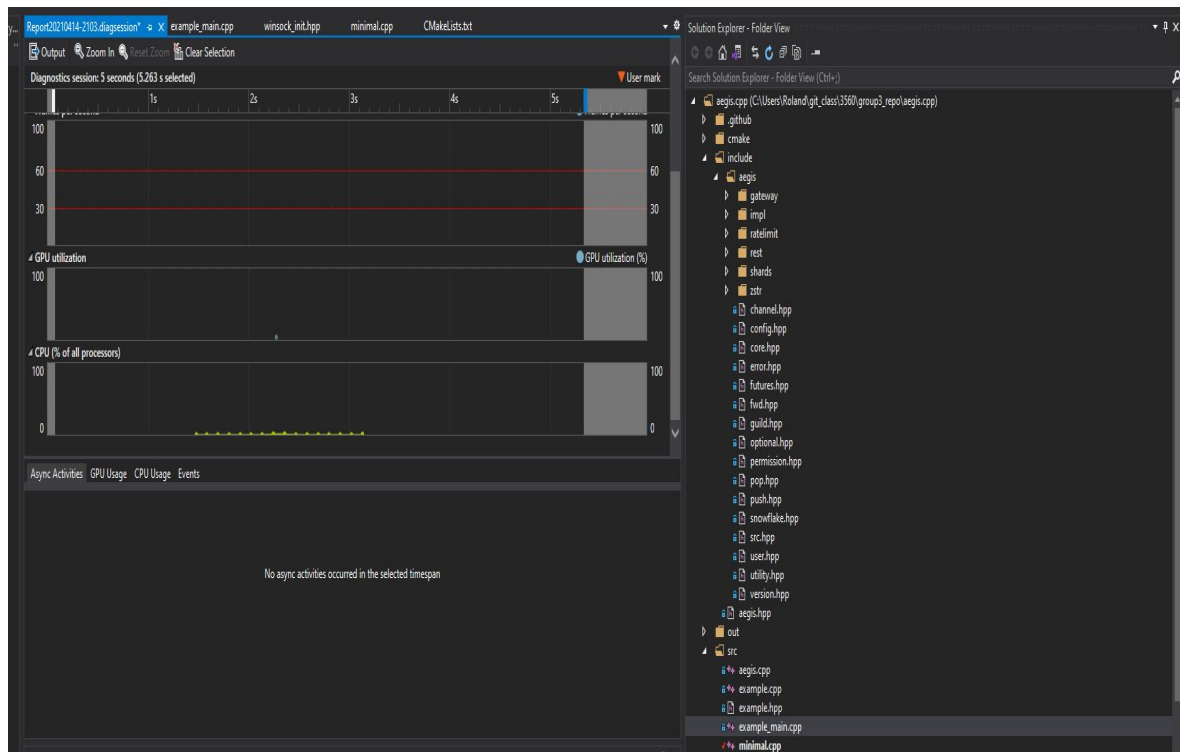 Report20210414-2103.diagsession* example_main.cpp winsock_init.hpp minimal.cpp CMakeLists.txt
Output Zoom In Reset Zoom Clear Selection
Diagnostics session: 5 seconds (5.263 s selected) User mark
1s 2s 3s 4s 5s
100 100
60 60
30 30
GPU utilization GPU utilization (%)
100 100
CPU (% of all processors)
100 100
0 0
Async Activities GPU Usage CPU Usage Events
No async activities occurred in the selected timespan
Solution Explorer - Folder View
Search Solution Explorer - Folder View (Ctrl+;)
aegis.cpp (C:\Users\Roland\git_class\3560\group3_repo\aegis.cpp)
.github
cmake
include
aegis
gateway
impl
ratelimit
rest
shards
zstr
channel.hpp
config.hpp
core.hpp
error.hpp
futures.hpp
fwd.hpp
guild.hpp
optional.hpp
permission.hpp
pop.hpp
push.hpp
snowflake.hpp
src.hpp
user.hpp
utility.hpp
version.hpp
aegis.hpp
out
src
aegis.cpp
example.cpp
example.hpp
example_main.cpp
minimal.cpp